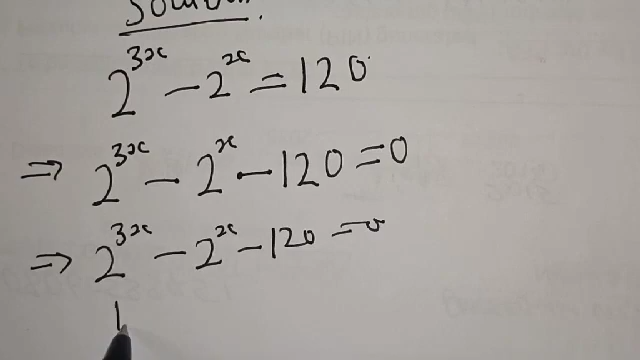 Solution.
2^{3x} - 2^{x} = 120
⇒ 2^{3x} - 2^{x} - 120 = 0
⇒ 2^{3x} - 2^{x} - 120 = 0